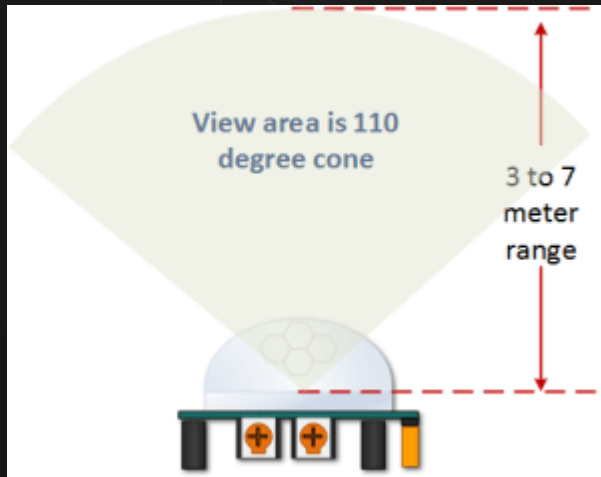 View area is 110
degree cone
3 to 7
meter
range